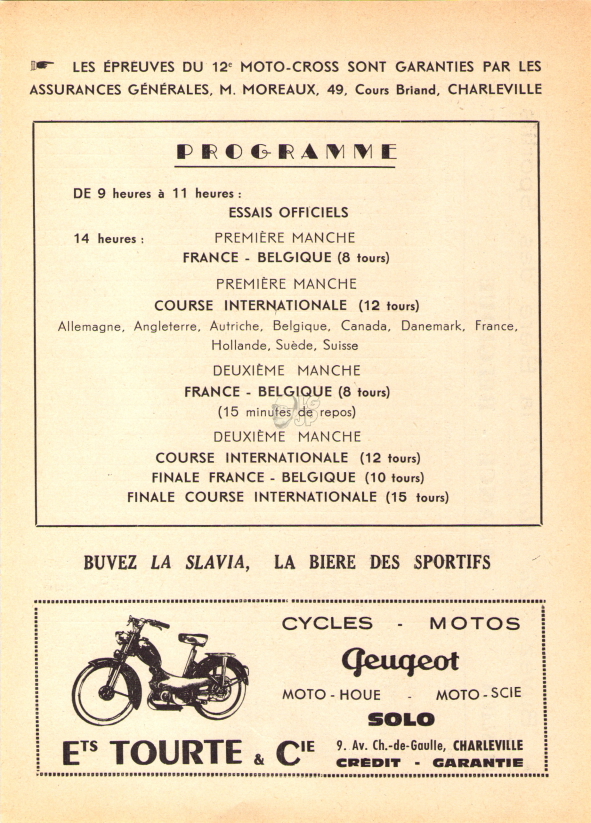 LES ÉPREUVES DU 12e MOTO-CROSS SONT GARANTIES PAR LES
ASSURANCES GÉNÉRALES, M. MOREAUX, 49, Cours Briand, CHARLEVILLE
PROGRAMME
DE 9 heures à 11 heures :
ESSAIS OFFICIELS
14 heures : PREMIÈRE MANCHE
FRANCE - BELGIQUE (8 tours)
PREMIÈRE MANCHE
COURSE INTERNATIONALE (12 tours)
Allemagne, Angleterre, Autriche, Belgique, Canada, Danemark, France,
Hollande, Suède, Suisse
DEUXIÈME MANCHE
FRANCE - BELGIQUE (8 tours)
(15 minutes de repos)
DEUXIÈME MANCHE
COURSE INTERNATIONALE (12 tours)
FINALE FRANCE - BELGIQUE (10 tours)
FINALE COURSE INTERNATIONALE (15 tours)
BUVEZ LA SLAVIA, LA BIERE DES SPORTIFS
CYCLES - MOTOS
Peugeot
MOTO-HOUE - MOTO-SCIE
SOLO
ETS TOURTE & CIE
9. Av. Ch.-de-Gaulle, CHARLEVILLE
CRÈDIT - GARANTIE